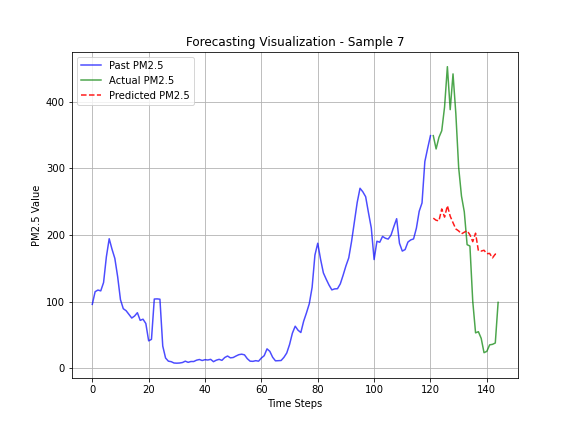 Forecasting Visualization - Sample 7
Past PM2.5
Actual PM2.5
Predicted PM2.5
PM2.5 Value
400
300
200
100
0
0 20 40 60 80 100 120 140
Time Steps